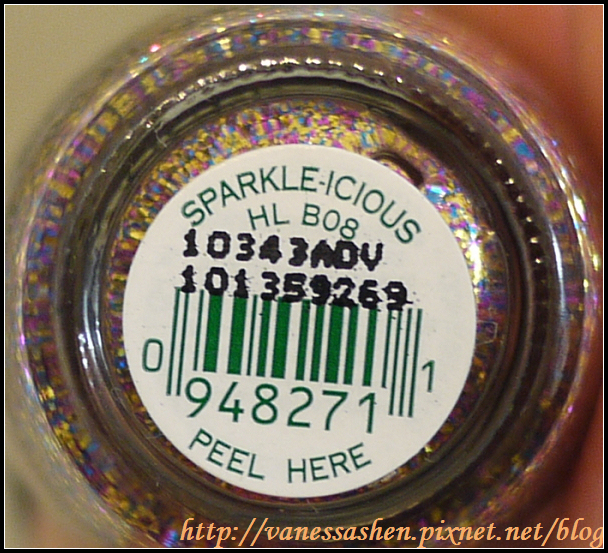 SPARKLE-ICIOUS
HL B08
10343ADV
101359269
0 948271 1
PEEL HERE
http://vanessashen.pixnet.net/blog